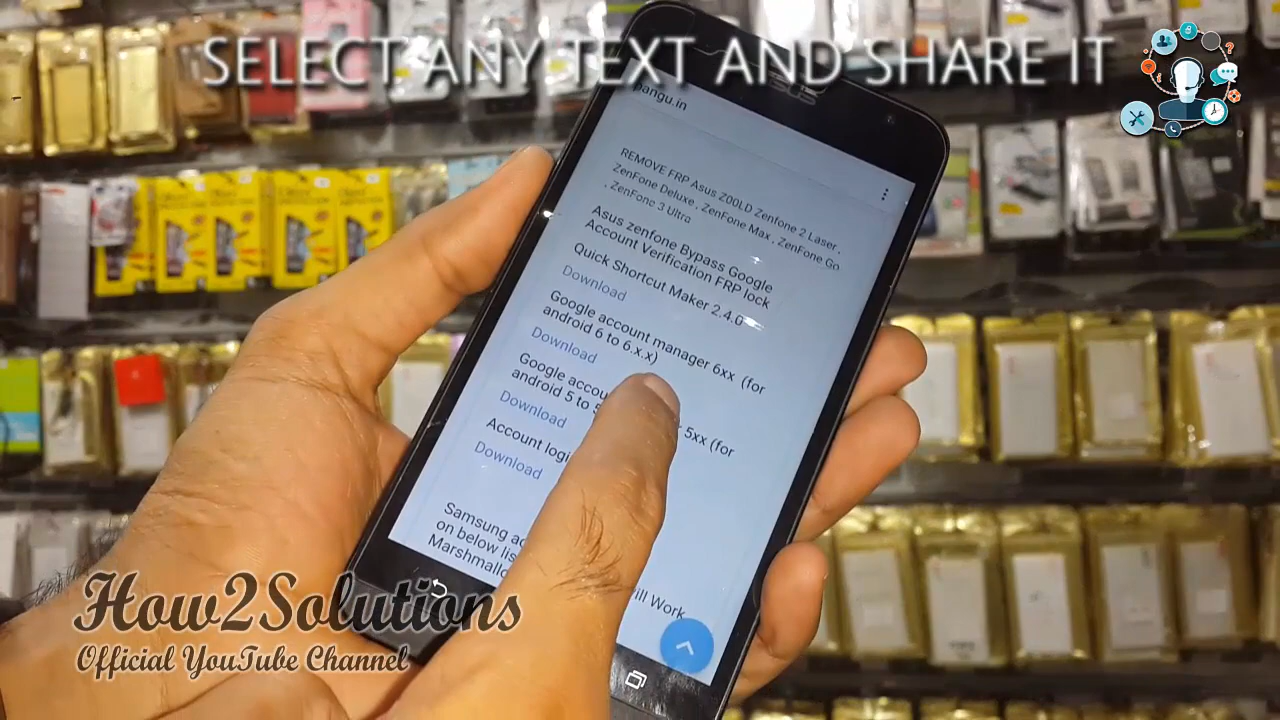 SELECT ANY TEXT AND SHARE IT
pangu.in
REMOVE FRP Asus Z00LD Zenfone 2 Laser,
ZenFone Deluxe, ZenFone Max, ZenFone Go
, ZenFone 3 Ultra
Asus zenfone Bypass Google
Account Verification FRP lock
Quick Shortcut Maker 2.4.0
Download
Google account manager 6xx (for
android 6 to 6.x.x)
Download
Google accou 5xx (for
android 5 to 5
Download
Account logi
Download
Samsung ac
on below lis
Marshmallo
ill Work
How2Solutions
Official YouTube Channel